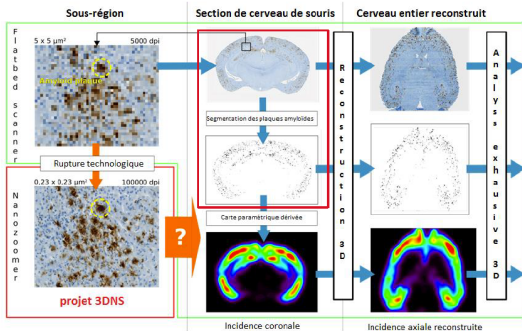 Sous-région
Section de cerveau de souris
Cerveau entier reconstruit
Flatbed scanner
5 x 5 µm²
5000 dpi
Rupture technologique
Nanozoomer
0.23 x 0.23 µm²
100000 dpi
projet 3DNS
?
Segmentation des plaques amyloïdes
Carte paramétrique dérivée
Reconstruction 3D
Analyse exhaustive 3D
Incidence coronale
Incidence axiale reconstruite